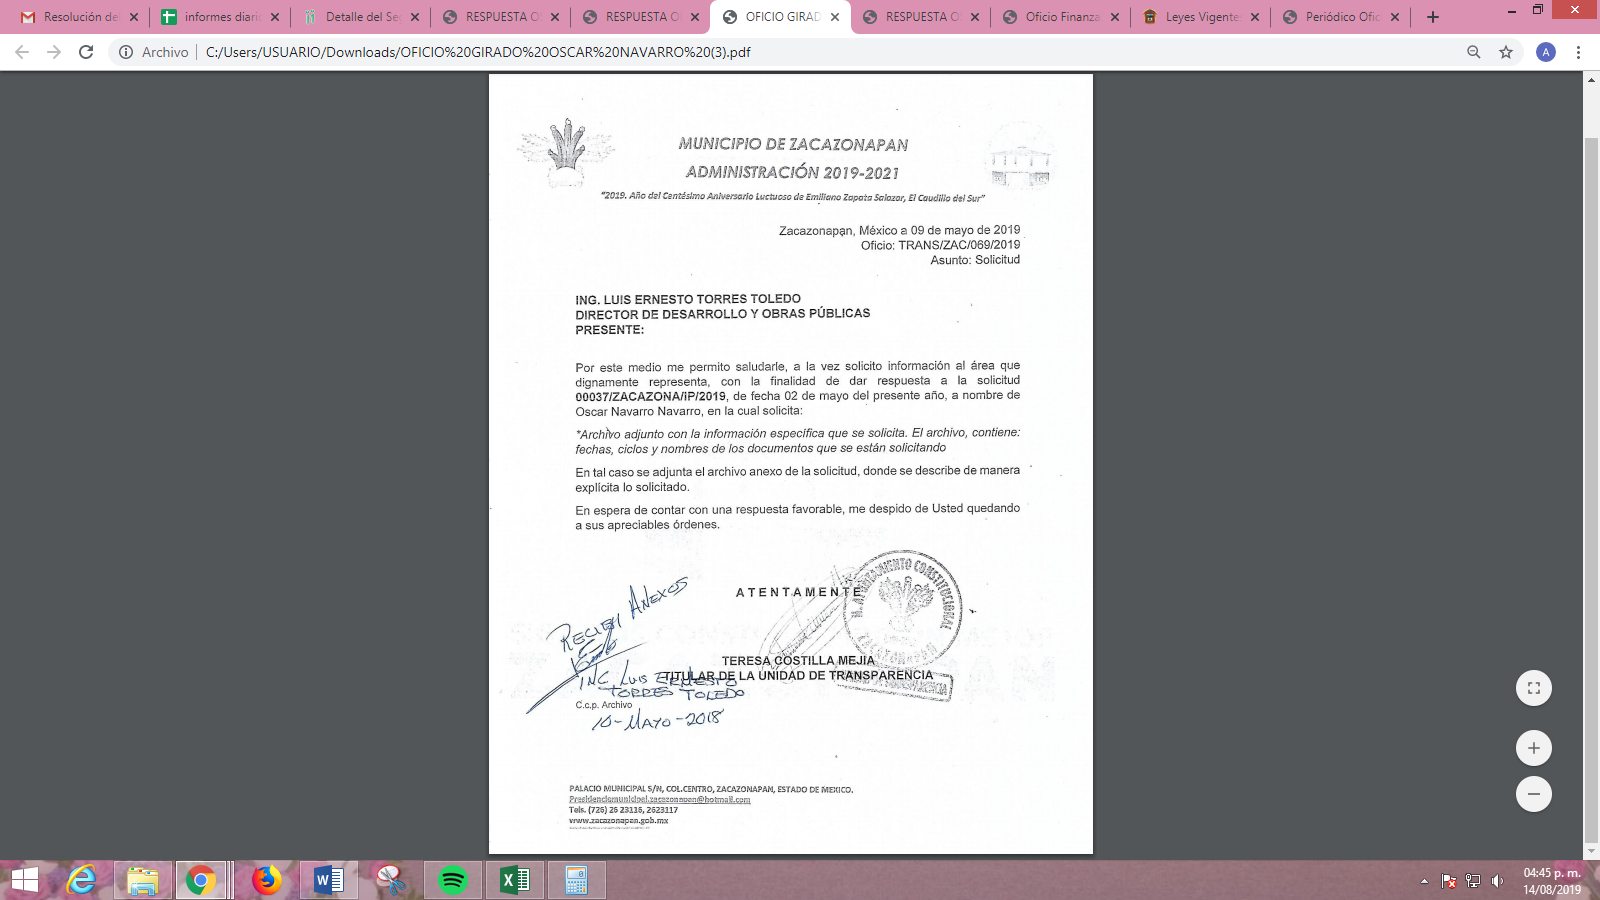 Resolución de
informes diari
Detalle del Se
RESPUESTA O
RESPUESTA O
OFICIO GIRAD
RESPUESTA O
Oficio Finanza
Leyes Vigente
Periódico Ofic
Archivo
C:/Users/USUARIO/Downloads/OFICIO%20GIRADO%20OSCAR%20NAVARRO%20(3).pdf
A
MUNICIPIO DE ZACAZONAPAN
ADMINISTRACIÓN 2019-2021
"2019. Año del Centésimo Aniversario Luctuoso de Emiliano Zapata Salazar, El Caudillo del Sur"
Zacazonapan, México a 09 de mayo de 2019
Oficio: TRANS/ZAC/069/2019
Asunto: Solicitud
ING. LUIS ERNESTO TORRES TOLEDO
DIRECTOR DE DESARROLLO Y OBRAS PÚBLICAS
PRESENTE:
Por este medio me permito saludarle, a la vez solicito información al área que
dignamente representa, con la finalidad de dar respuesta a la solicitud
00037/ZACAZONA/IP/2019, de fecha 02 de mayo del presente año, a nombre de
Oscar Navarro Navarro, en la cual solicita:
*Archivo adjunto con la información específica que se solicita. El archivo, contiene:
fechas, ciclos y nombres de los documentos que se están solicitando
En tal caso se adjunta el archivo anexo de la solicitud, donde se describe de manera
explícita lo solicitado.
En espera de contar con una respuesta favorable, me despido de Usted quedando
a sus apreciables órdenes.
ATENTAMENTE
M. AYUNTAMIENTO CONSTITUCIONAL
ZACAZONAPAN
RECIBÍ ANEXOS
TERESA COSTILLA MEJIA
TITULAR DE LA UNIDAD DE TRANSPARENCIA
ING LUIS ERNESTO
TORRES TOLEDO
C.c.p. Archivo
10-MAYO-2018
PALACIO MUNICIPAL S/N, COL.CENTRO, ZACAZONAPAN, ESTADO DE MEXICO.
Presidenciamunicipal.zacazonapan@hotmail.com
Tels. (726) 26 23116, 2623117
www.zacazonapan.gob.mx
04:45 p. m.
14/08/2019